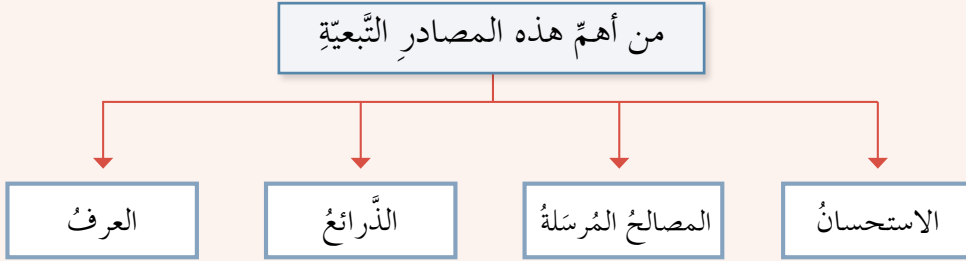 من أهمِّ هذه المصادرِ التَّبعيّةِ
الاستحسانُ
المصالحُ المُرسَلةُ
الذَّرائعُ
العرفُ